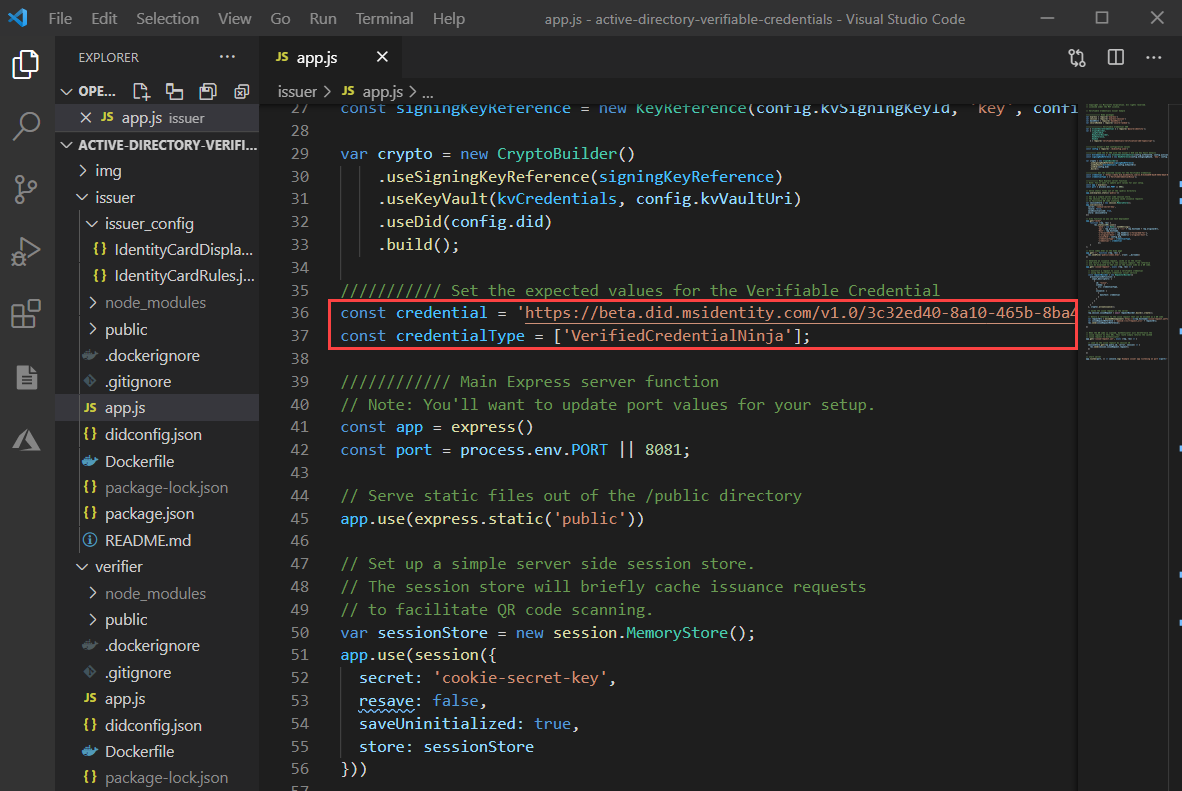 File Edit Selection View Go Run Terminal Help app.js - active-directory-verifiable-credentials - Visual Studio Code
EXPLORER
OPE...
JS app.js issuer
ACTIVE-DIRECTORY-VERIFI...
img
issuer
issuer_config
{} IdentityCardDispla...
{} IdentityCardRules.j...
node_modules
public
.dockerignore
.gitignore
JS app.js
{} didconfig.json
Dockerfile
{} package-lock.json
{} package.json
README.md
verifier
node_modules
public
.dockerignore
.gitignore
JS app.js
{} didconfig.json
Dockerfile
{} package-lock.json
JS app.js
issuer > JS app.js > ...
27 const signingKeyReference = new KeyReference(config.kvSigningKeyId, 'key', confi
28
29 var crypto = new CryptoBuilder()
30 .useSigningKeyReference(signingKeyReference)
31 .useKeyVault(kvCredentials, config.kvVaultUri)
32 .useDid(config.did)
33 .build();
34
35 /////////// Set the expected values for the Verifiable Credential
36 const credential = 'https://beta.did.msidentity.com/v1.0/3c32ed40-8a10-465b-8ba4
37 const credentialType = ['VerifiedCredentialNinja'];
38
39 //////////// Main Express server function
40 // Note: You'll want to update port values for your setup.
41 const app = express()
42 const port = process.env.PORT || 8081;
43
44 // Serve static files out of the /public directory
45 app.use(express.static('public'))
46
47 // Set up a simple server side session store.
48 // The session store will briefly cache issuance requests
49 // to facilitate QR code scanning.
50 var sessionStore = new session.MemoryStore();
51 app.use(session({
52 secret: 'cookie-secret-key',
53 resave: false,
54 saveUninitialized: true,
55 store: sessionStore
56 }))
57